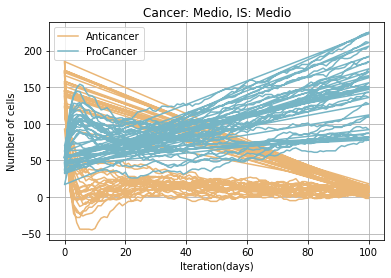 Cancer: Medio, IS: Medio
Anticancer
ProCancer
Number of cells
200
150
100
50
0
−50
0 20 40 60 80 100
Iteration(days)